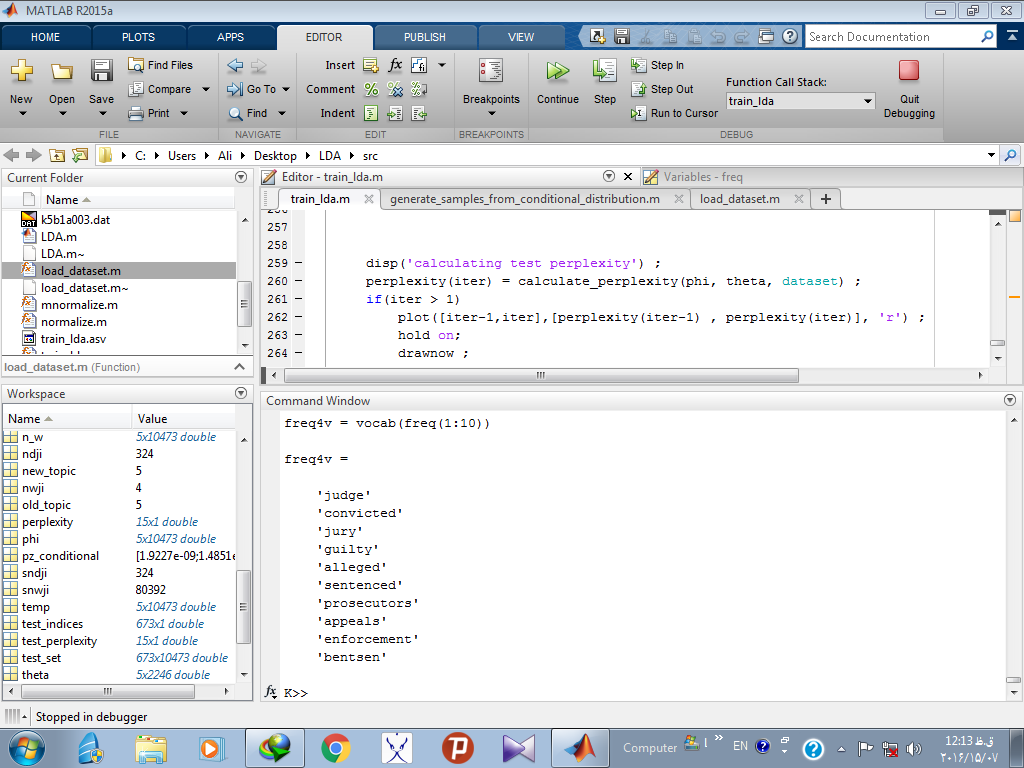 MATLAB R2015a
HOME PLOTS APPS EDITOR PUBLISH VIEW Search Documentation
New Open Save Find Files Compare Print
Go To Find
Insert fx Comment Indent
Breakpoints
Continue Step Step In Step Out Run to Cursor
Function Call Stack:
train_lda
Quit Debugging
FILE NAVIGATE EDIT BREAKPOINTS DEBUG
C: Users Ali Desktop LDA src
Current Folder
Name
k5b1a003.dat
LDA.m
LDA.m~
load_dataset.m
load_dataset.m~
mnormalize.m
normalize.m
train_lda.asv
load_dataset.m (Function)
Workspace
Name Value
n_w 5x10473 double
ndji 324
new_topic 5
nwji 4
old_topic 5
perplexity 15x1 double
phi 5x10473 double
pz_conditional [1.9227e-09;1.4851e
sndji 324
snwji 80392
temp 5x10473 double
test_indices 673x1 double
test_perplexity 15x1 double
test_set 673x10473 double
theta 5x2246 double
Editor - train_lda.m Variables - freq
train_lda.m generate_samples_from_conditional_distribution.m load_dataset.m
257
258
259 disp('calculating test perplexity') ;
260 perplexity(iter) = calculate_perplexity(phi, theta, dataset) ;
261 if(iter > 1)
262 plot([iter-1,iter],[perplexity(iter-1) , perplexity(iter)], 'r') ;
263 hold on;
264 drawnow ;
Command Window
freq4v = vocab(freq(1:10))
freq4v =
'judge'
'convicted'
'jury'
'guilty'
'alleged'
'sentenced'
'prosecutors'
'appeals'
'enforcement'
'bentsen'
fx K>>
Stopped in debugger
Computer EN
12:13 ق.ظ
۲۰۱۶/۱۵/۰۷